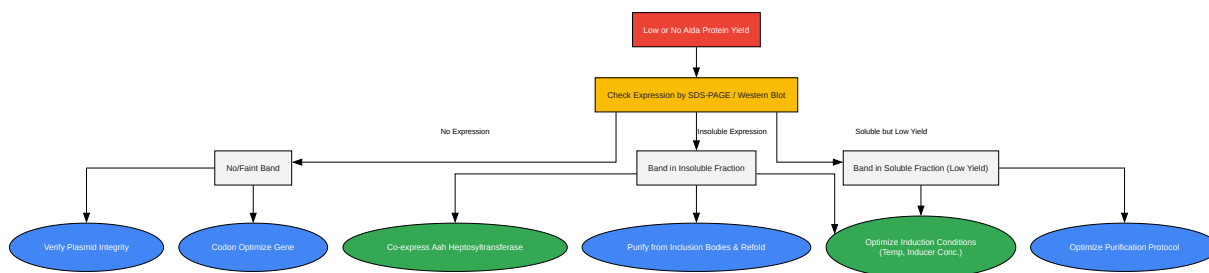 Low or No Aida Protein Yield
Check Expression by SDS-PAGE / Western Blot
No Expression
Insoluble Expression
Soluble but Low Yield
No/Faint Band
Band in Insoluble Fraction
Band in Soluble Fraction (Low Yield)
Verify Plasmid Integrity
Codon Optimize Gene
Co-express Aah Heptosyltransferase
Purify from Inclusion Bodies & Refold
Optimize Induction Conditions
(Temp, Inducer Conc.)
Optimize Purification Protocol